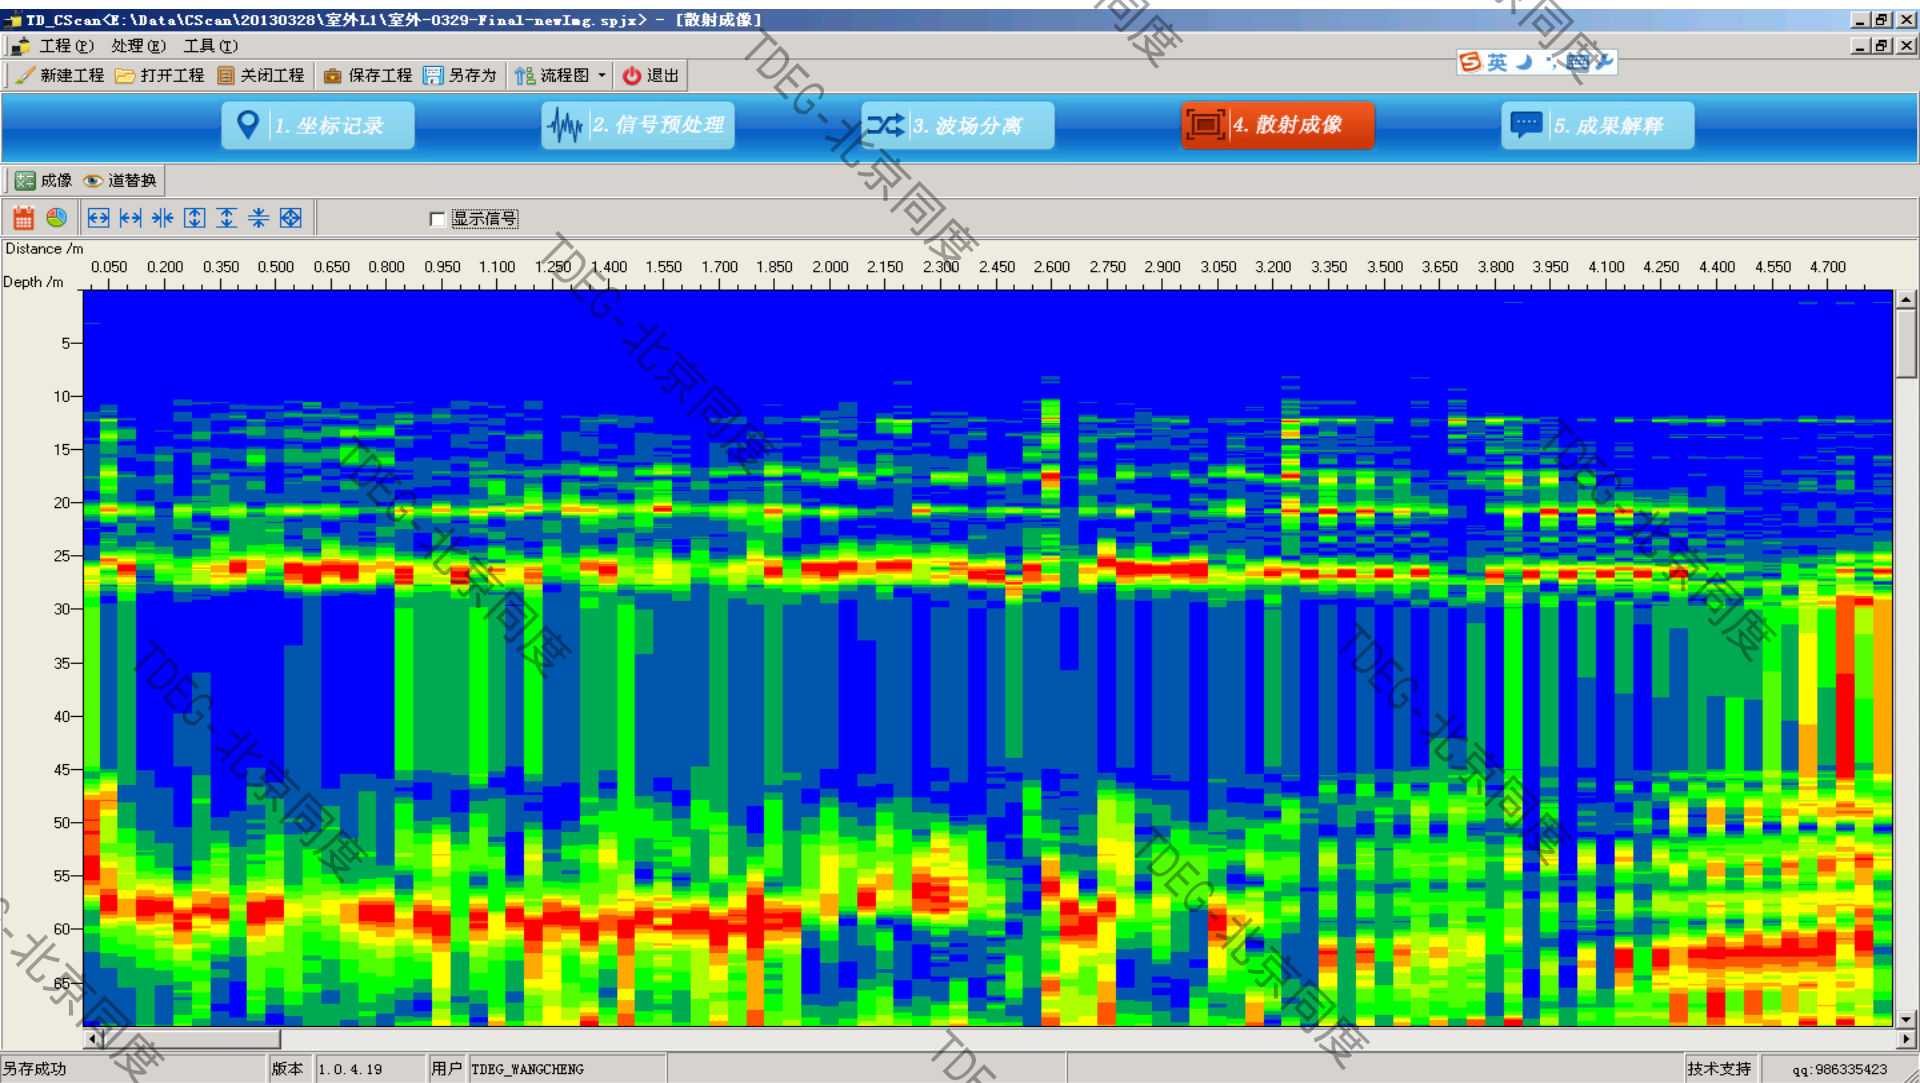 TD_CScan<E:\Data\CScan\20130328\室外L1\室外-0329-Final-newImg.spjx> - [散射成像]
工程(P) 处理(E) 工具(T)
英
新建工程 打开工程 关闭工程 保存工程 另存为 流程图 退出
1.坐标记录 2.信号预处理 3.波场分离 4.散射成像 5.成果解释
成像 道替换
显示信号
Distance /m
0.050 0.200 0.350 0.500 0.650 0.800 0.950 1.100 1.250 1.400 1.550 1.700 1.850 2.000 2.150 2.300 2.450 2.600 2.750 2.900 3.050 3.200 3.350 3.500 3.650 3.800 3.950 4.100 4.250 4.400 4.550 4.700
Depth /m
5
10
15
20
25
30
35
40
45
50
55
60
65
TDEG-北京同度
TDEG-北京同度
TDEG-北京同度
TDEG-北京同度
TDEG-北京同度
TDEG-北京同度
TDEG-北京同度
另存成功 版本 1.0.4.19 用户 TDEG_WANGCHENG 技术支持 qq:986335423